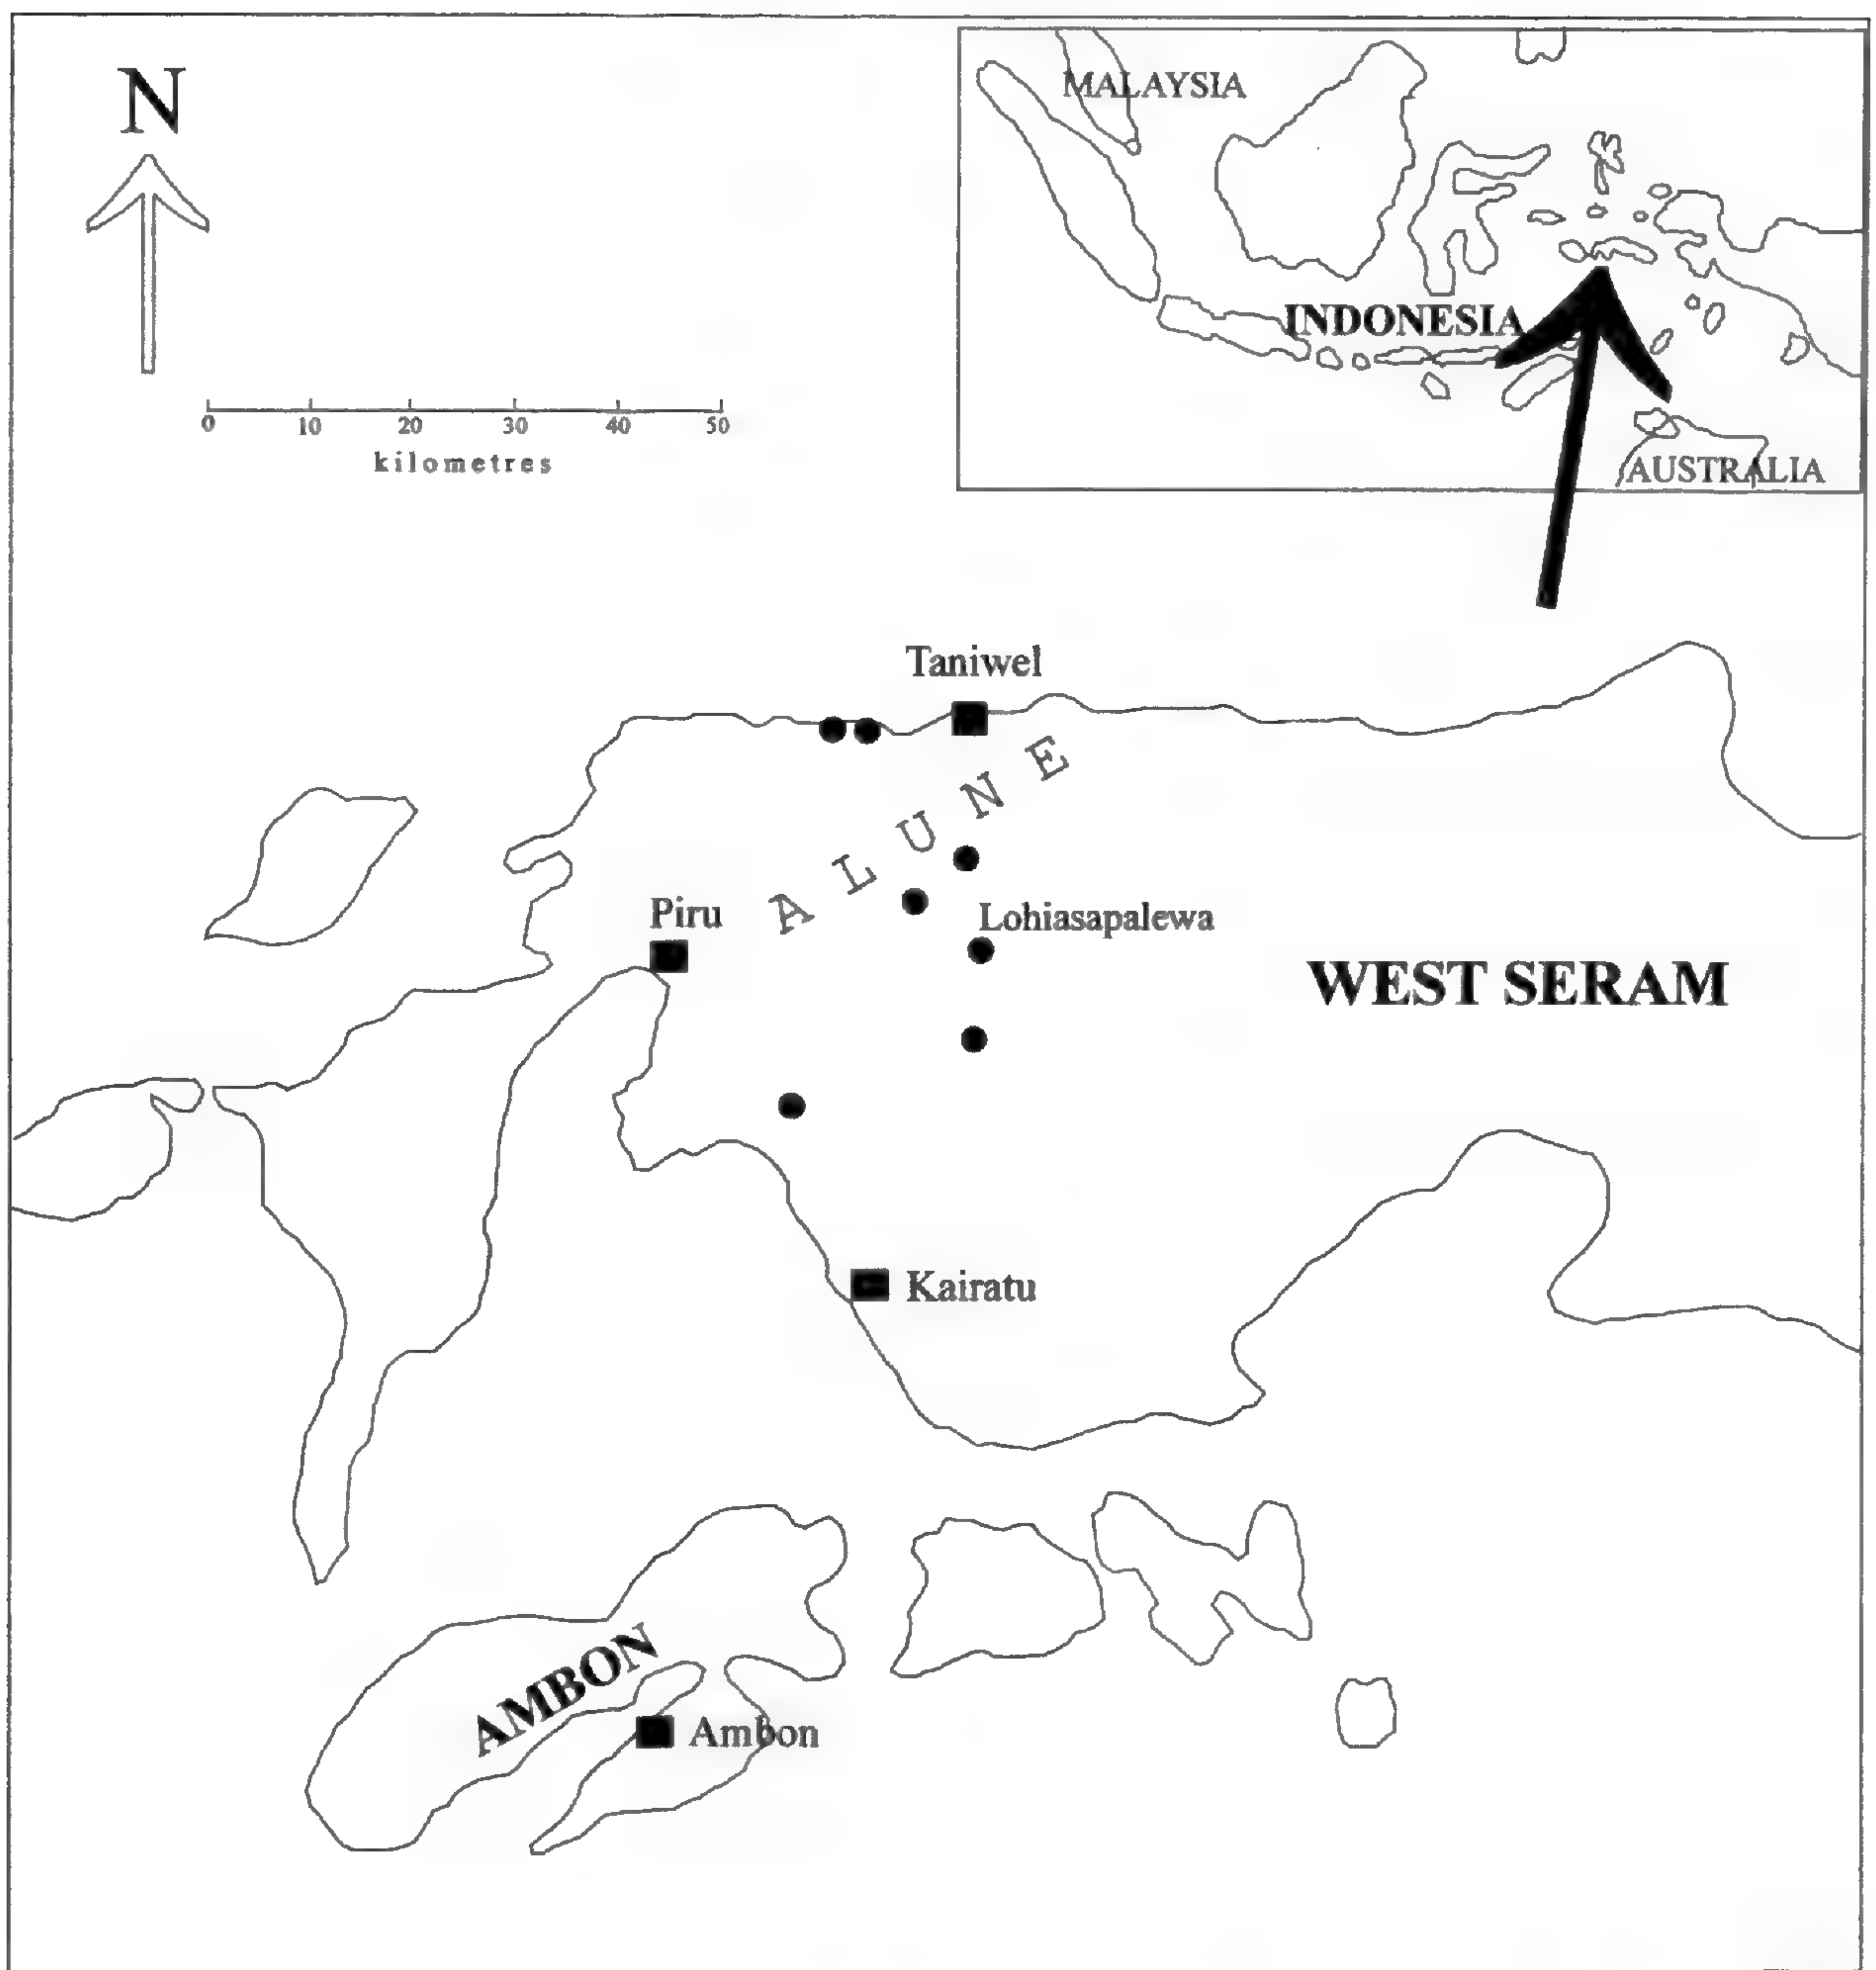 N
MALAYSIA
INDONESIA
AUSTRALIA
0 10 20 30 40 50
kilometres
Taniwel
ALUNE
Piru
Lohiasapalewa
WEST SERAM
Kairatu
AMBON
Ambon